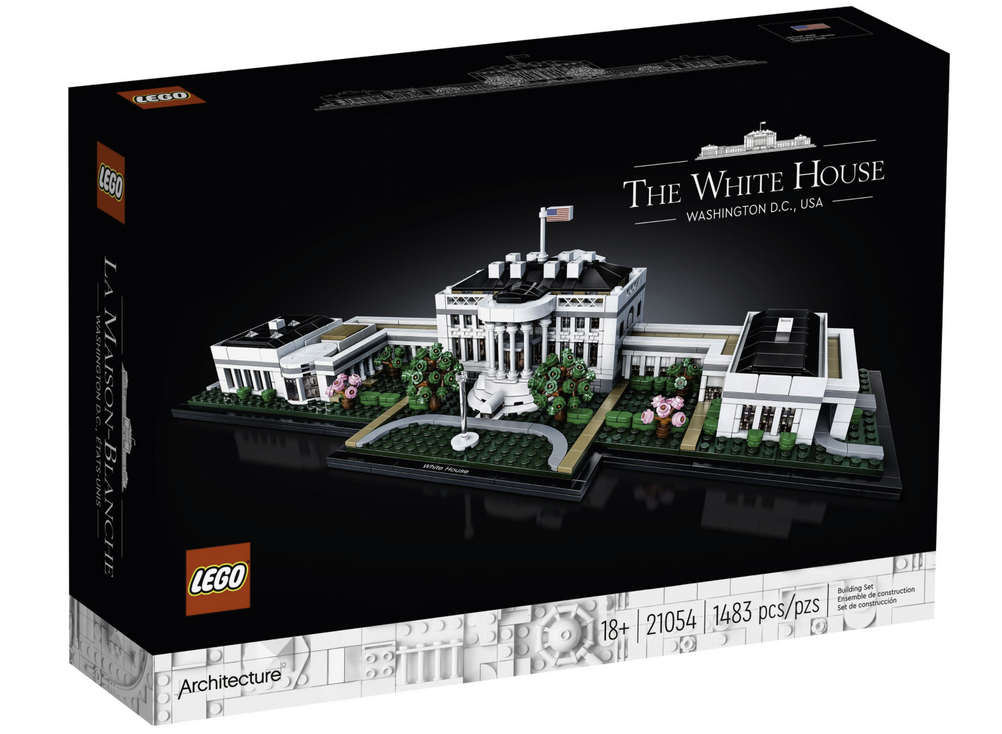 LEGO
LEGO
LA MAISON-BLANCHE
WASHINGTON D.C., ÉTATS-UNIS
THE WHITE HOUSE
WASHINGTON D.C., USA
White House
LEGO
18+ | 21054 | 1483 pcs/pzs
Building Set
Ensemble de construction
Set de construcción
Architecture